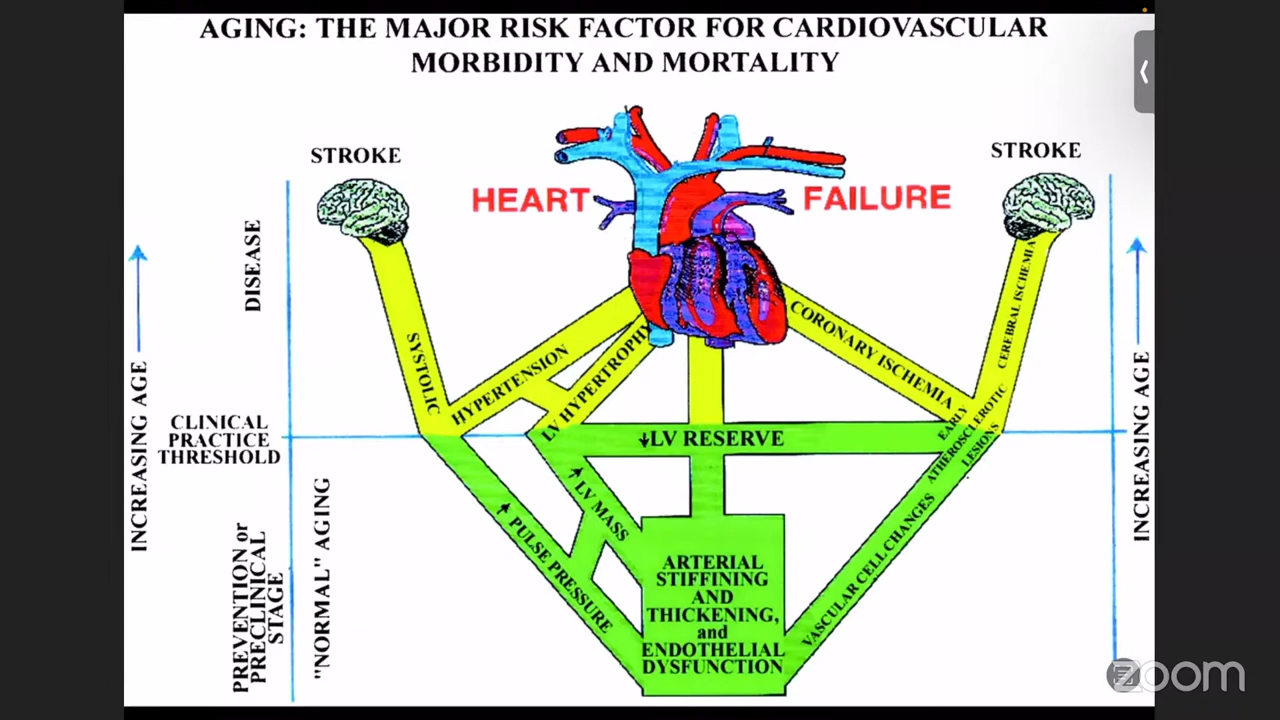 AGING: THE MAJOR RISK FACTOR FOR CARDIOVASCULAR
MORBIDITY AND MORTALITY
STROKE
STROKE
HEART
FAILURE
DISEASE
INCREASING AGE
CLINICAL
PRACTICE
THRESHOLD
PREVENTION or
PRECLINICAL
STAGE
"NORMAL" AGING
SYSTOLIC
HYPERTENSION
LV HYPERTROPHY
CORONARY ISCHEMIA
CEREBRAL ISCHEMIA
EARLY
ATHEROSCLEROTIC
LESIONS
↓LV RESERVE
↑ LV MASS
↑ PULSE PRESSURE
ARTERIAL
STIFFINING
AND
THICKENING,
and
ENDOTHELIAL
DYSFUNCTION
VASCULAR CELL CHANGES
INCREASING AGE
zoom